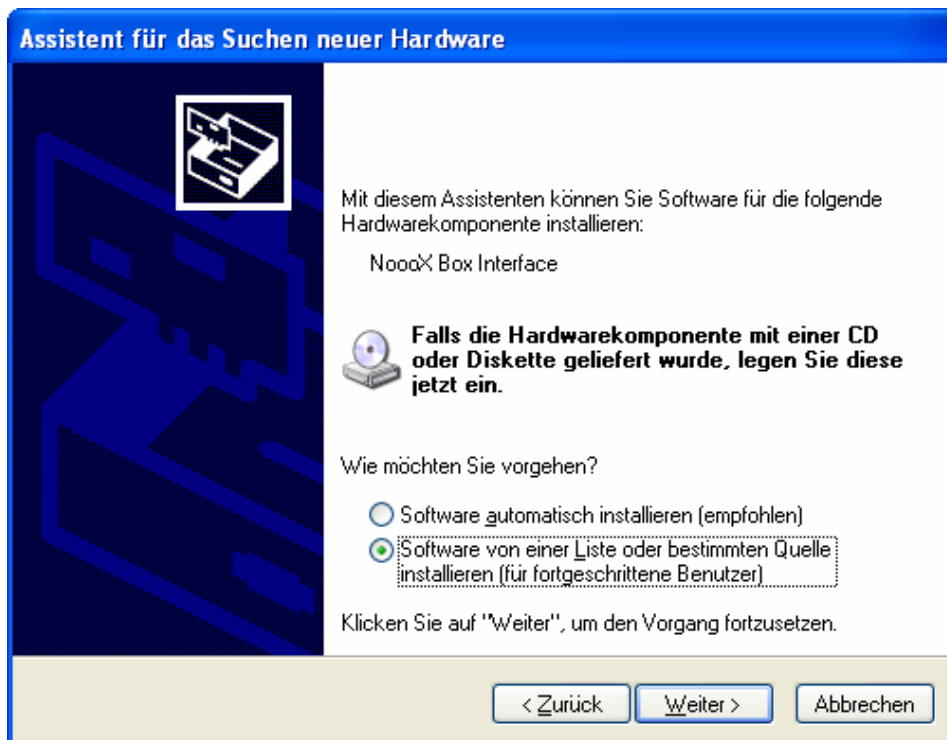 Assistent für das Suchen neuer Hardware
Mit diesem Assistenten können Sie Software für die folgende
Hardwarekomponente installieren:
NoooX Box Interface
Falls die Hardwarekomponente mit einer CD
oder Diskette geliefert wurde, legen Sie diese
jetzt ein.
Wie möchten Sie vorgehen?
Software automatisch installieren (empfohlen)
Software von einer Liste oder bestimmten Quelle
installieren (für fortgeschrittene Benutzer)
Klicken Sie auf "Weiter", um den Vorgang fortzusetzen.
< Zurück Weiter > Abbrechen